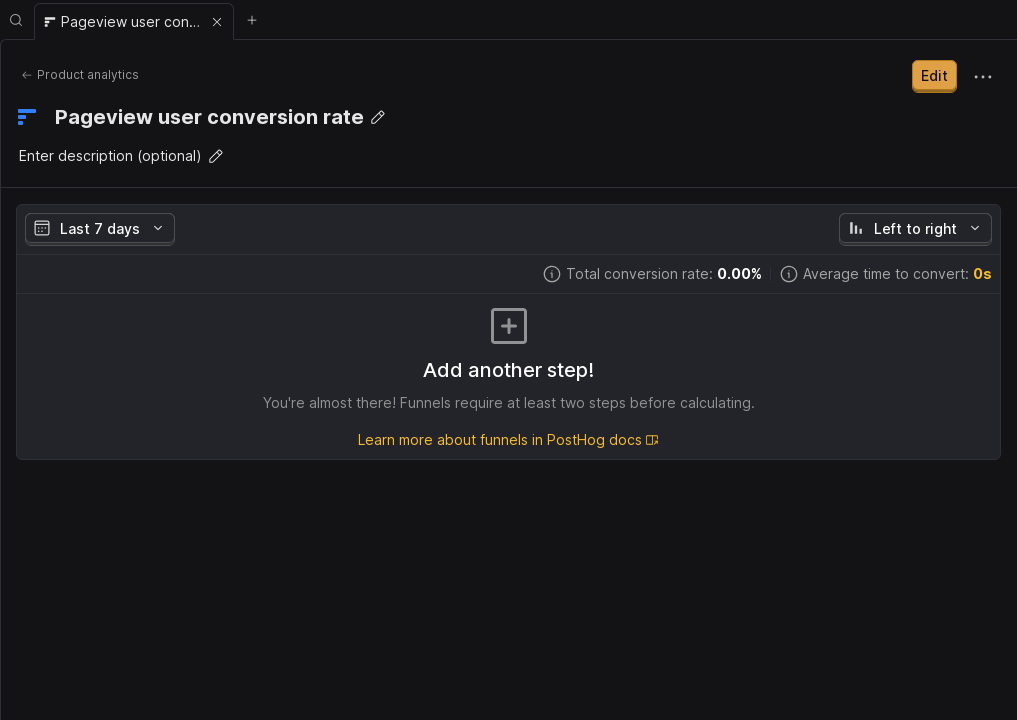 Pageview user con...
Product analytics
Edit
Pageview user conversion rate
Enter description (optional)
Last 7 days
Left to right
Total conversion rate: 0.00%
Average time to convert: 0s
Add another step!
You're almost there! Funnels require at least two steps before calculating.
Learn more about funnels in PostHog docs